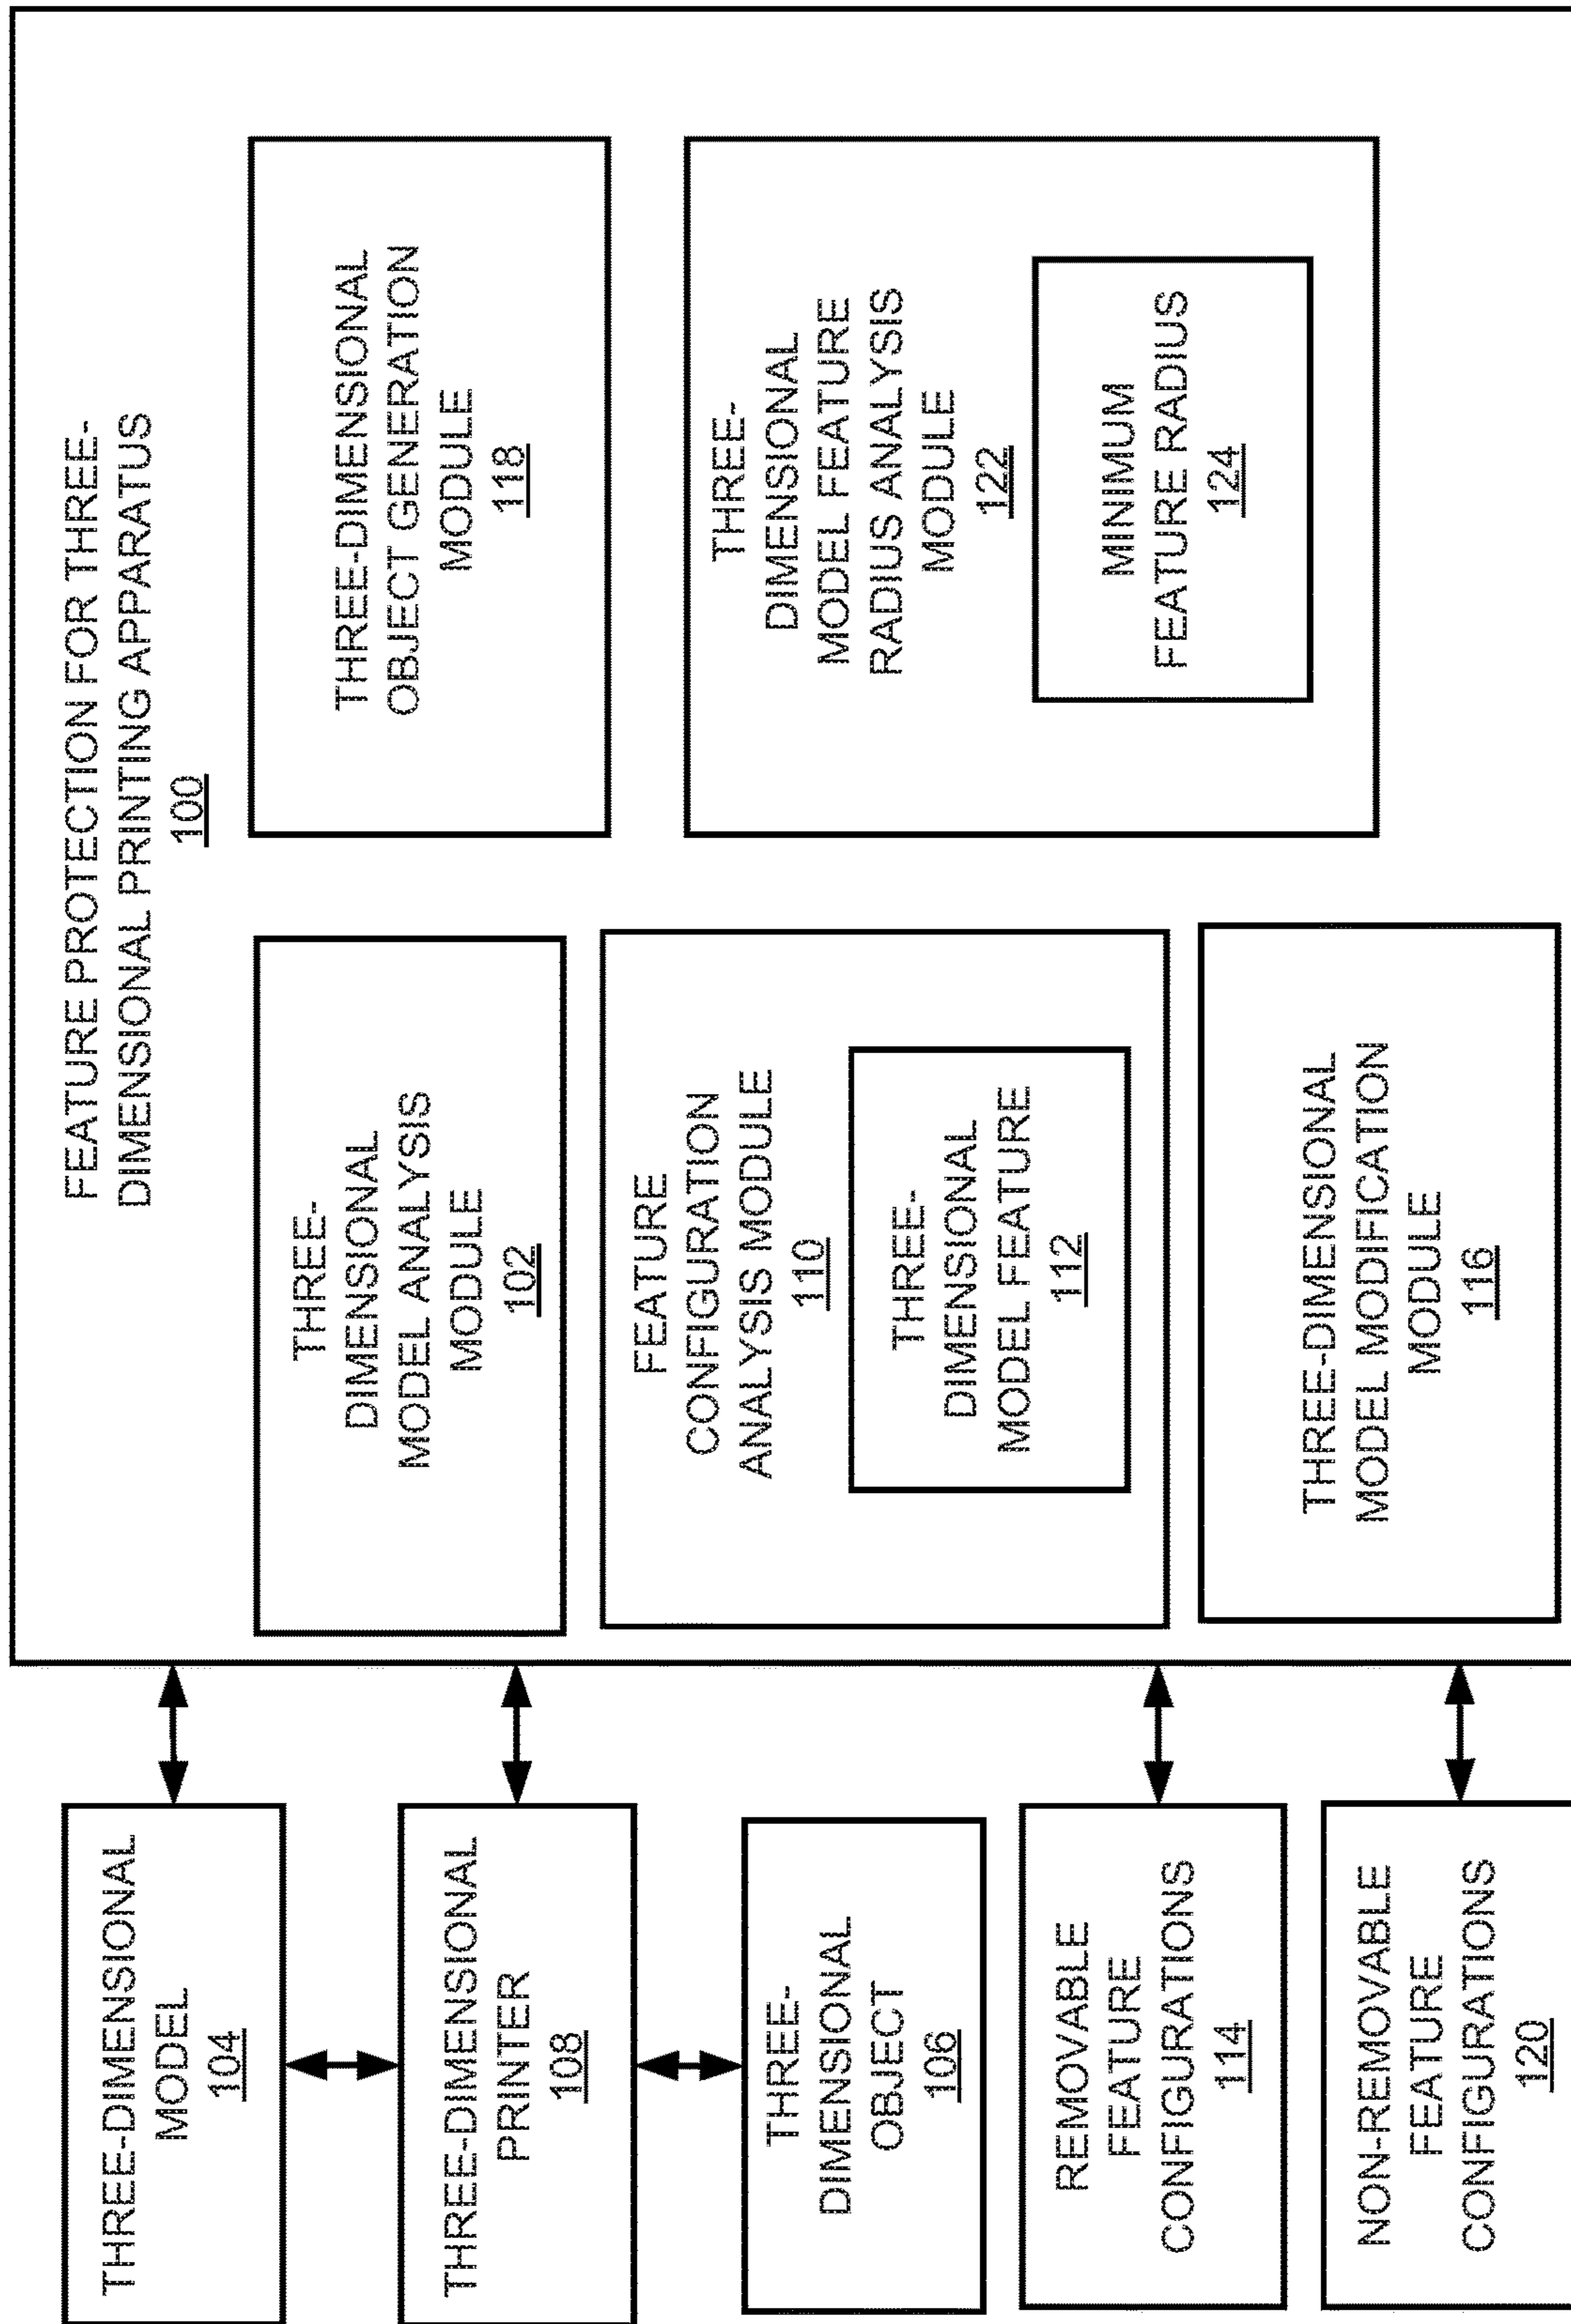 THREE-DIMENSIONAL
MODEL
104
THREE-DIMENSIONAL
PRINTER
108
THREE-
DIMENSIONAL
OBJECT
106
REMOVABLE
FEATURE
CONFIGURATIONS
114
NON-REMOVABLE
FEATURE
CONFIGURATIONS
120
FEATURE PROTECTION FOR THREE-
DIMENSIONAL PRINTING APPARATUS
100
THREE-
DIMENSIONAL
MODEL ANALYSIS
MODULE
102
FEATURE
CONFIGURATION
ANALYSIS MODULE
110
THREE-
DIMENSIONAL
MODEL FEATURE
112
THREE-DIMENSIONAL
MODEL MODIFICATION
MODULE
116
THREE-DIMENSIONAL
OBJECT GENERATION
MODULE
118
THREE-
DIMENSIONAL
MODEL FEATURE
RADIUS ANALYSIS
MODULE
122
MINIMUM
FEATURE RADIUS
124